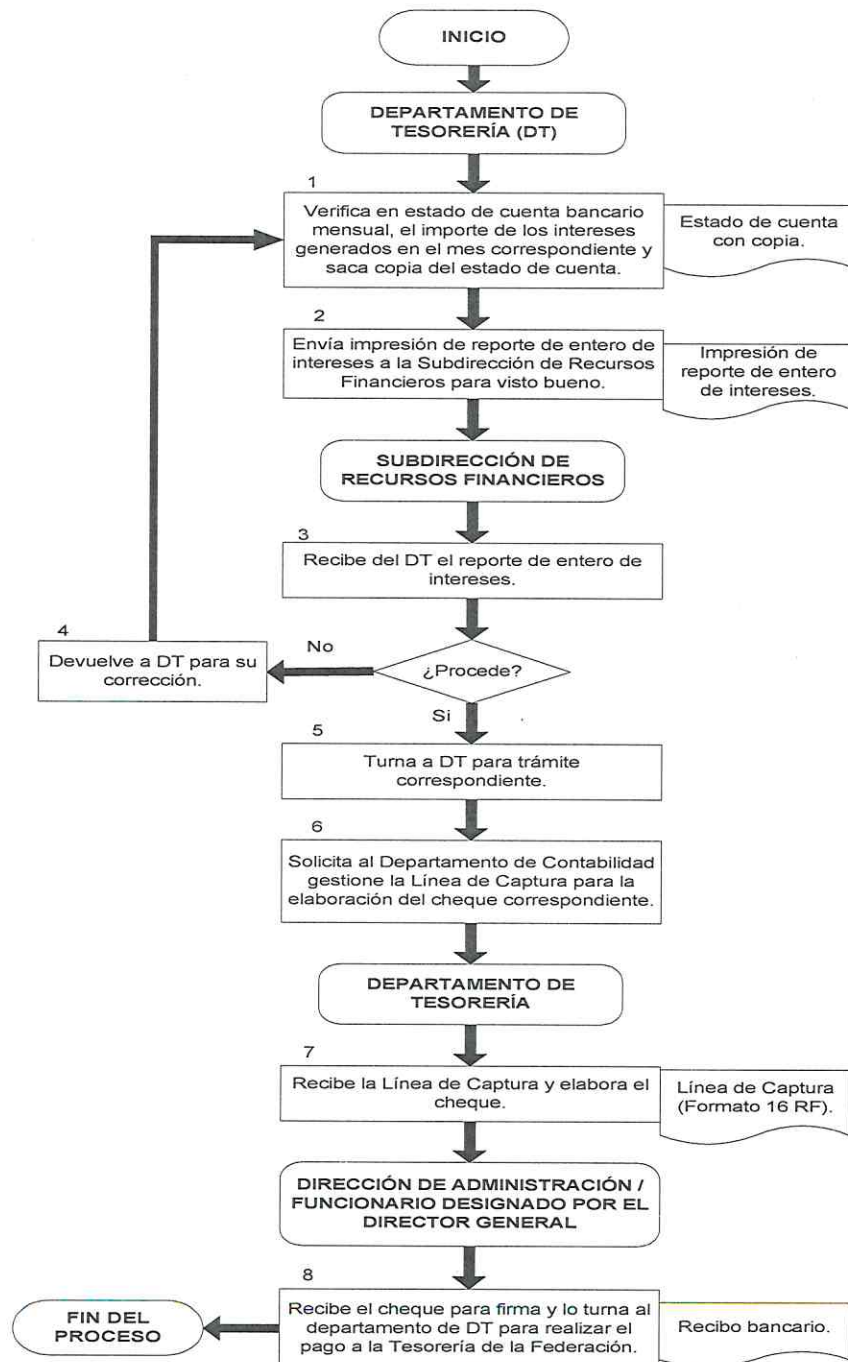 INICIO
DEPARTAMENTO DE
TESORERÍA (DT)
1
Verifica en estado de cuenta bancario
mensual, el importe de los intereses
generados en el mes correspondiente y
saca copia del estado de cuenta.
Estado de cuenta
con copia.
2
Envía impresión de reporte de entero de
intereses a la Subdirección de Recursos
Financieros para visto bueno.
Impresión de
reporte de entero
de intereses.
SUBDIRECCIÓN DE
RECURSOS FINANCIEROS
3
Recibe del DT el reporte de entero de
intereses.
¿Procede?
No
4
Devuelve a DT para su
corrección.
Si
5
Turna a DT para trámite
correspondiente.
6
Solicita al Departamento de Contabilidad
gestione la Línea de Captura para la
elaboración del cheque correspondiente.
DEPARTAMENTO DE
TESORERÍA
7
Recibe la Línea de Captura y elabora el
cheque.
Línea de Captura
(Formato 16 RF).
DIRECCIÓN DE ADMINISTRACIÓN /
FUNCIONARIO DESIGNADO POR EL
DIRECTOR GENERAL
8
Recibe el cheque para firma y lo turna al
departamento de DT para realizar el
pago a la Tesorería de la Federación.
Recibo bancario.
FIN DEL
PROCESO